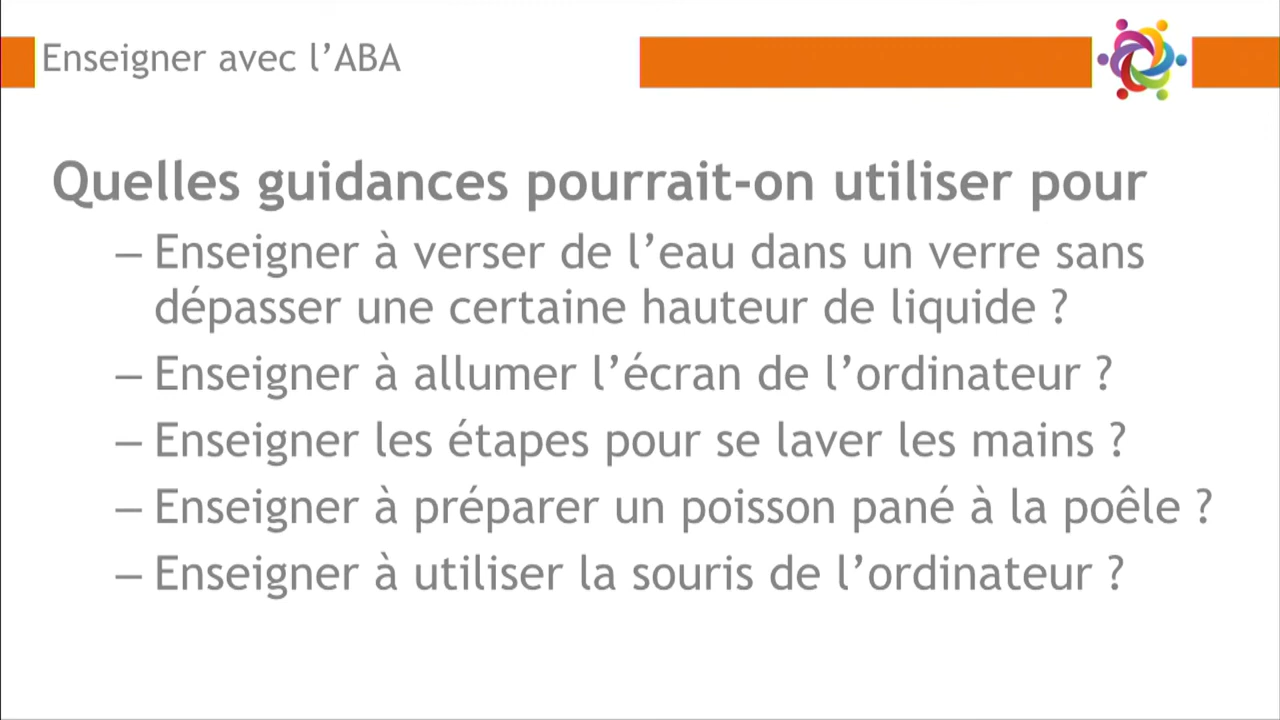 Enseigner avec l’ABA
Quelles guidances pourrait-on utiliser pour
– Enseigner à verser de l’eau dans un verre sans
dépasser une certaine hauteur de liquide ?
– Enseigner à allumer l’écran de l’ordinateur ?
– Enseigner les étapes pour se laver les mains ?
– Enseigner à préparer un poisson pané à la poêle ?
– Enseigner à utiliser la souris de l’ordinateur ?